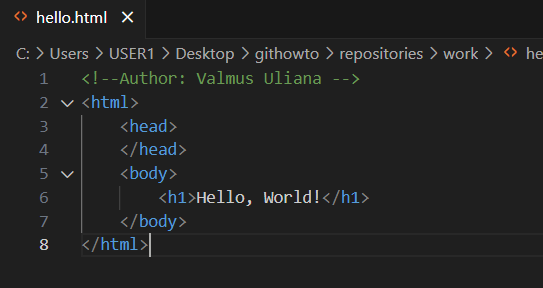 hello.html
C: > Users > USER1 > Desktop > githowto > repositories > work > he
1 <!--Author: Valmus Uliana -->
2 <html>
3     <head>
4     </head>
5     <body>
6         <h1>Hello, World!</h1>
7     </body>
8 </html>